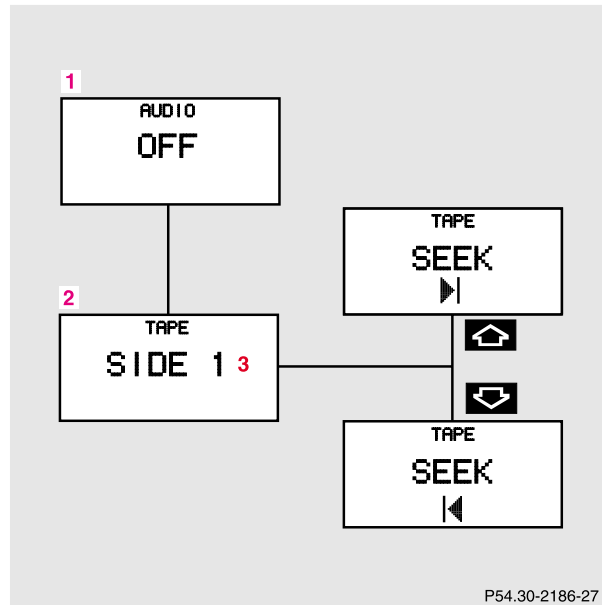 1
AUDIO
OFF
TAPE
SEEK
2
TAPE
SIDE 1 3
TAPE
SEEK
P54.30-2186-27